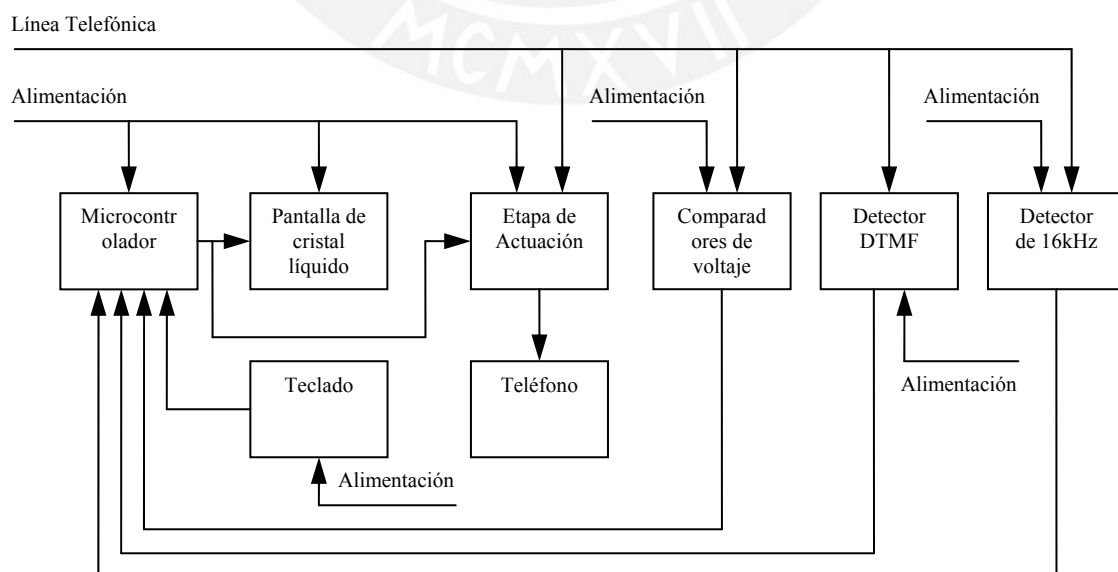 MCMXVII
Línea Telefónica
Alimentación
Alimentación
Alimentación
Microcontr
olador
Pantalla de
cristal
líquido
Etapa de
Actuación
Comparad
ores de
voltaje
Detector
DTMF
Detector
de 16kHz
Teclado
Teléfono
Alimentación
Alimentación